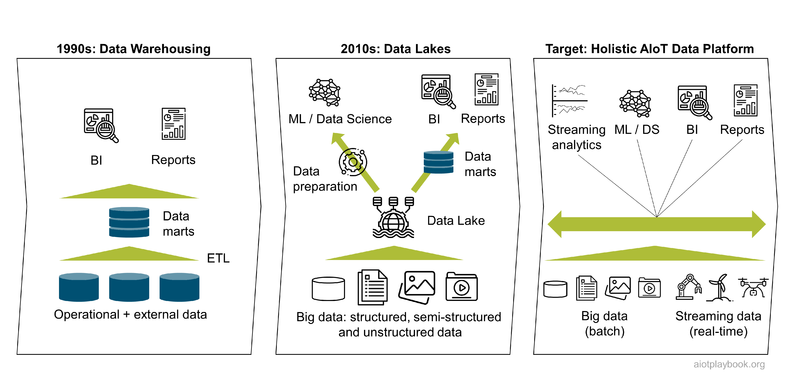 1990s: Data Warehousing
BI
Reports
Data
marts
ETL
Operational + external data
2010s: Data Lakes
ML / Data Science
BI
Reports
Data
preparation
Data
marts
Data Lake
Big data: structured, semi-structured
and unstructured data
Target: Holistic AIoT Data Platform
Streaming
analytics
ML / DS
BI
Reports
Big data
(batch)
Streaming data
(real-time)
aiotplaybook.org